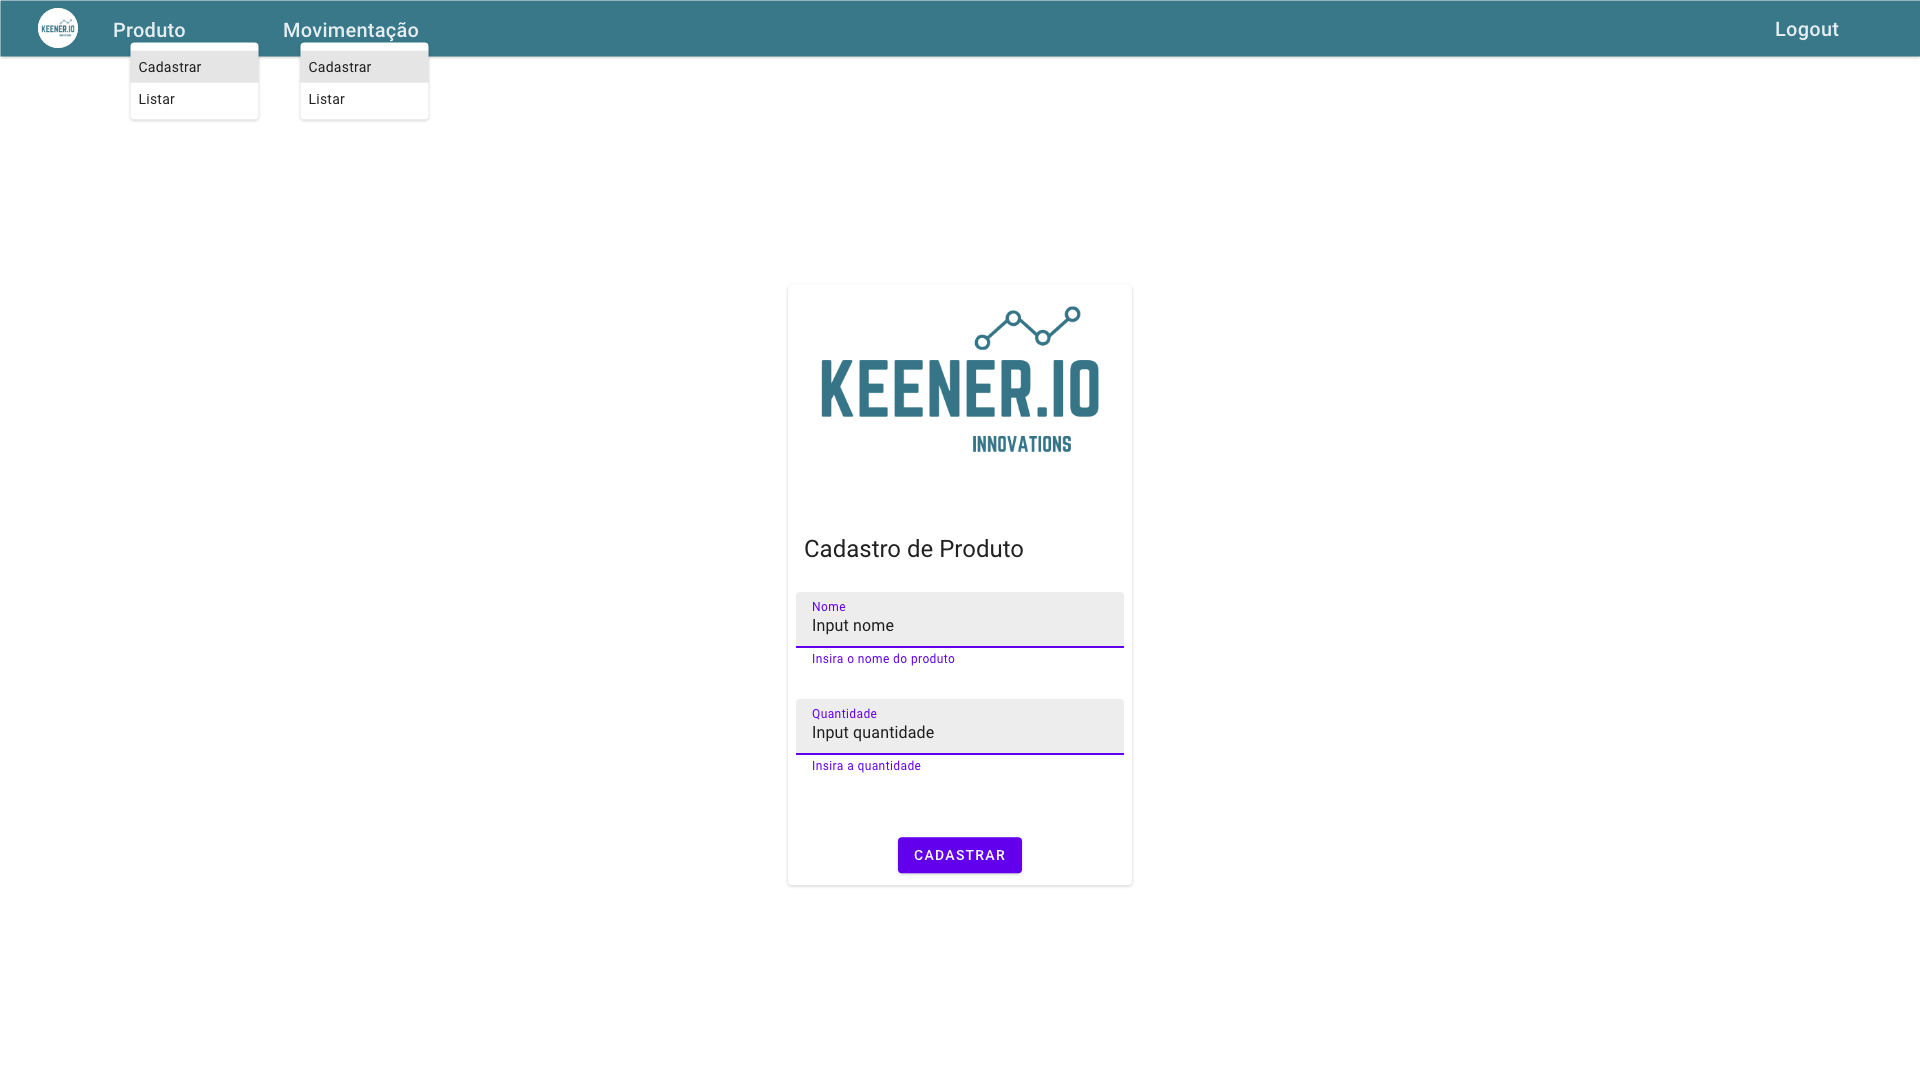 KEENER.IO
Produto
Movimentação
Logout
Cadastrar
Listar
Cadastrar
Listar
KEENER.IO
INNOVATIONS
Cadastro de Produto
Nome
Input nome
Insira o nome do produto
Quantidade
Input quantidade
Insira a quantidade
CADASTRAR